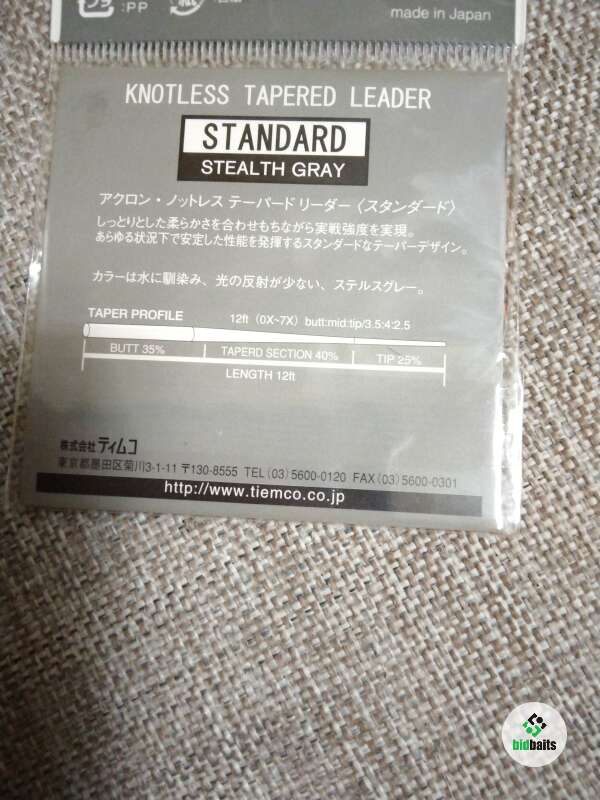 プラ :PP
made in Japan
KNOTLESS TAPERED LEADER
STANDARD
STEALTH GRAY
アクロン・ノットレス テーパードリーダー〈スタンダード〉
しっとりとした柔らかさを合わせもちながら実戦強度を実現。
あらゆる状況下で安定した性能を発揮するスタンダードなテーパーデザイン。
カラーは水に馴染み、光の反射が少ない、ステルスグレー。
TAPER PROFILE 12ft (0X~7X) butt:mid:tip/3.5:4:2.5
BUTT 35% TAPERD SECTION 40% TIP 25%
LENGTH 12ft
株式会社ティムコ
東京都墨田区菊川3-1-11 〒130-8555 TEL (03) 5600-0120 FAX (03) 5600-0301
http://www.tiemco.co.jp
bidbaits